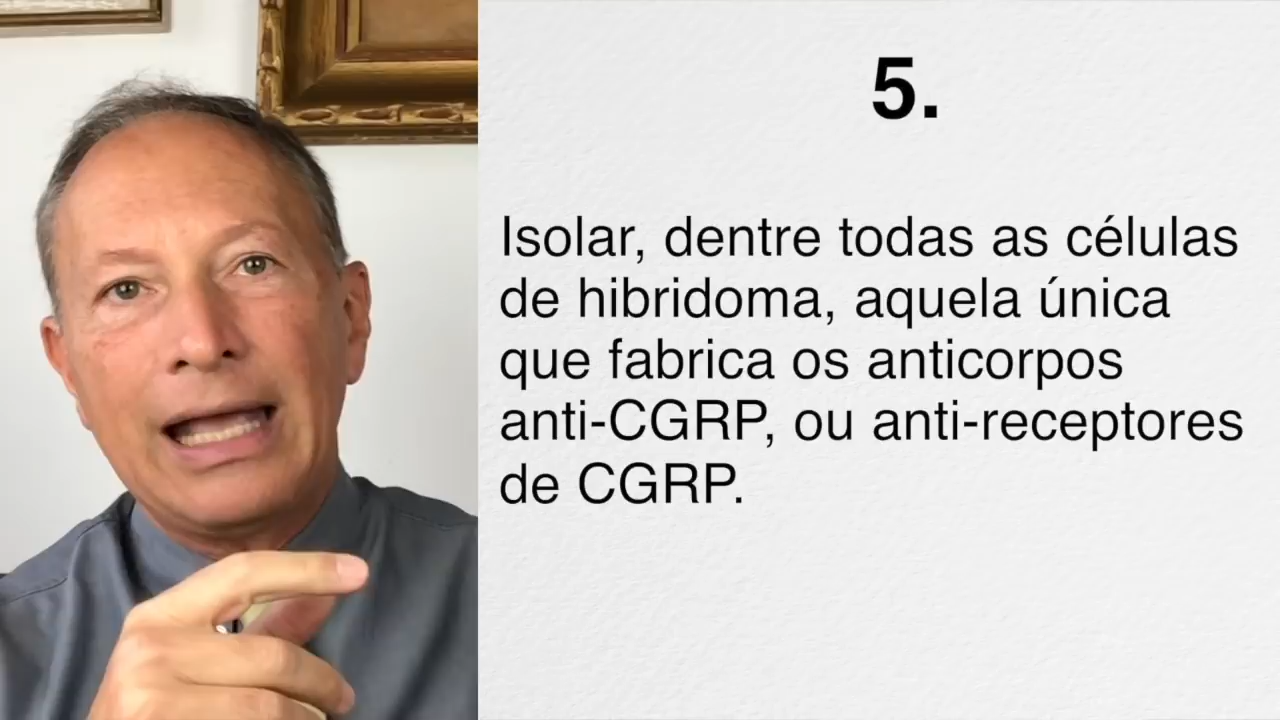 5.
Isolar, dentre todas as células
de hibridoma, aquela única
que fabrica os anticorpos
anti-CGRP, ou anti-receptores
de CGRP.